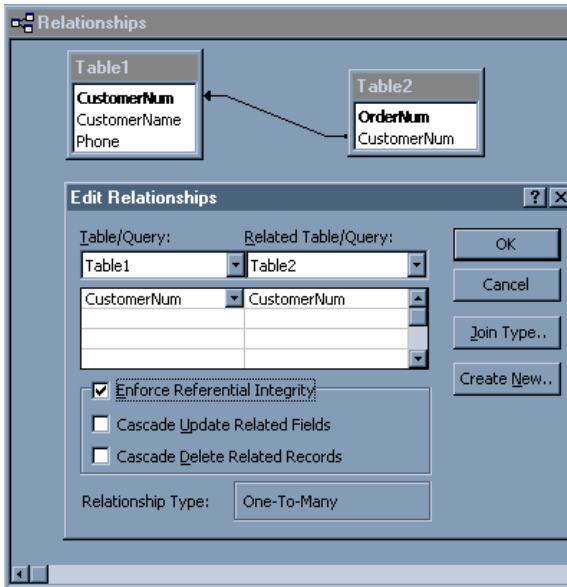 Relationships
Table1
CustomerNum
CustomerName
Phone
Table2
OrderNum
CustomerNum
Edit Relationships
Table/Query: Related Table/Query:
Table1 Table2
CustomerNum CustomerNum
Enforce Referential Integrity
Cascade Update Related Fields
Cascade Delete Related Records
Relationship Type: One-To-Many
OK
Cancel
Join Type..
Create New..